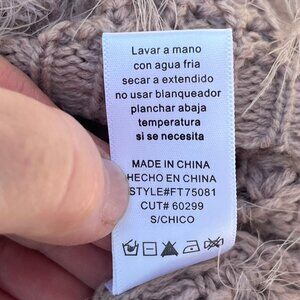 Lavar a mano
con agua fria
secar a extendido
no usar blanqueador
planchar abaja
temperatura
si se necesita
MADE IN CHINA
HECHO EN CHINA
STYLE#FT75081
CUT# 60299
S/CHICO